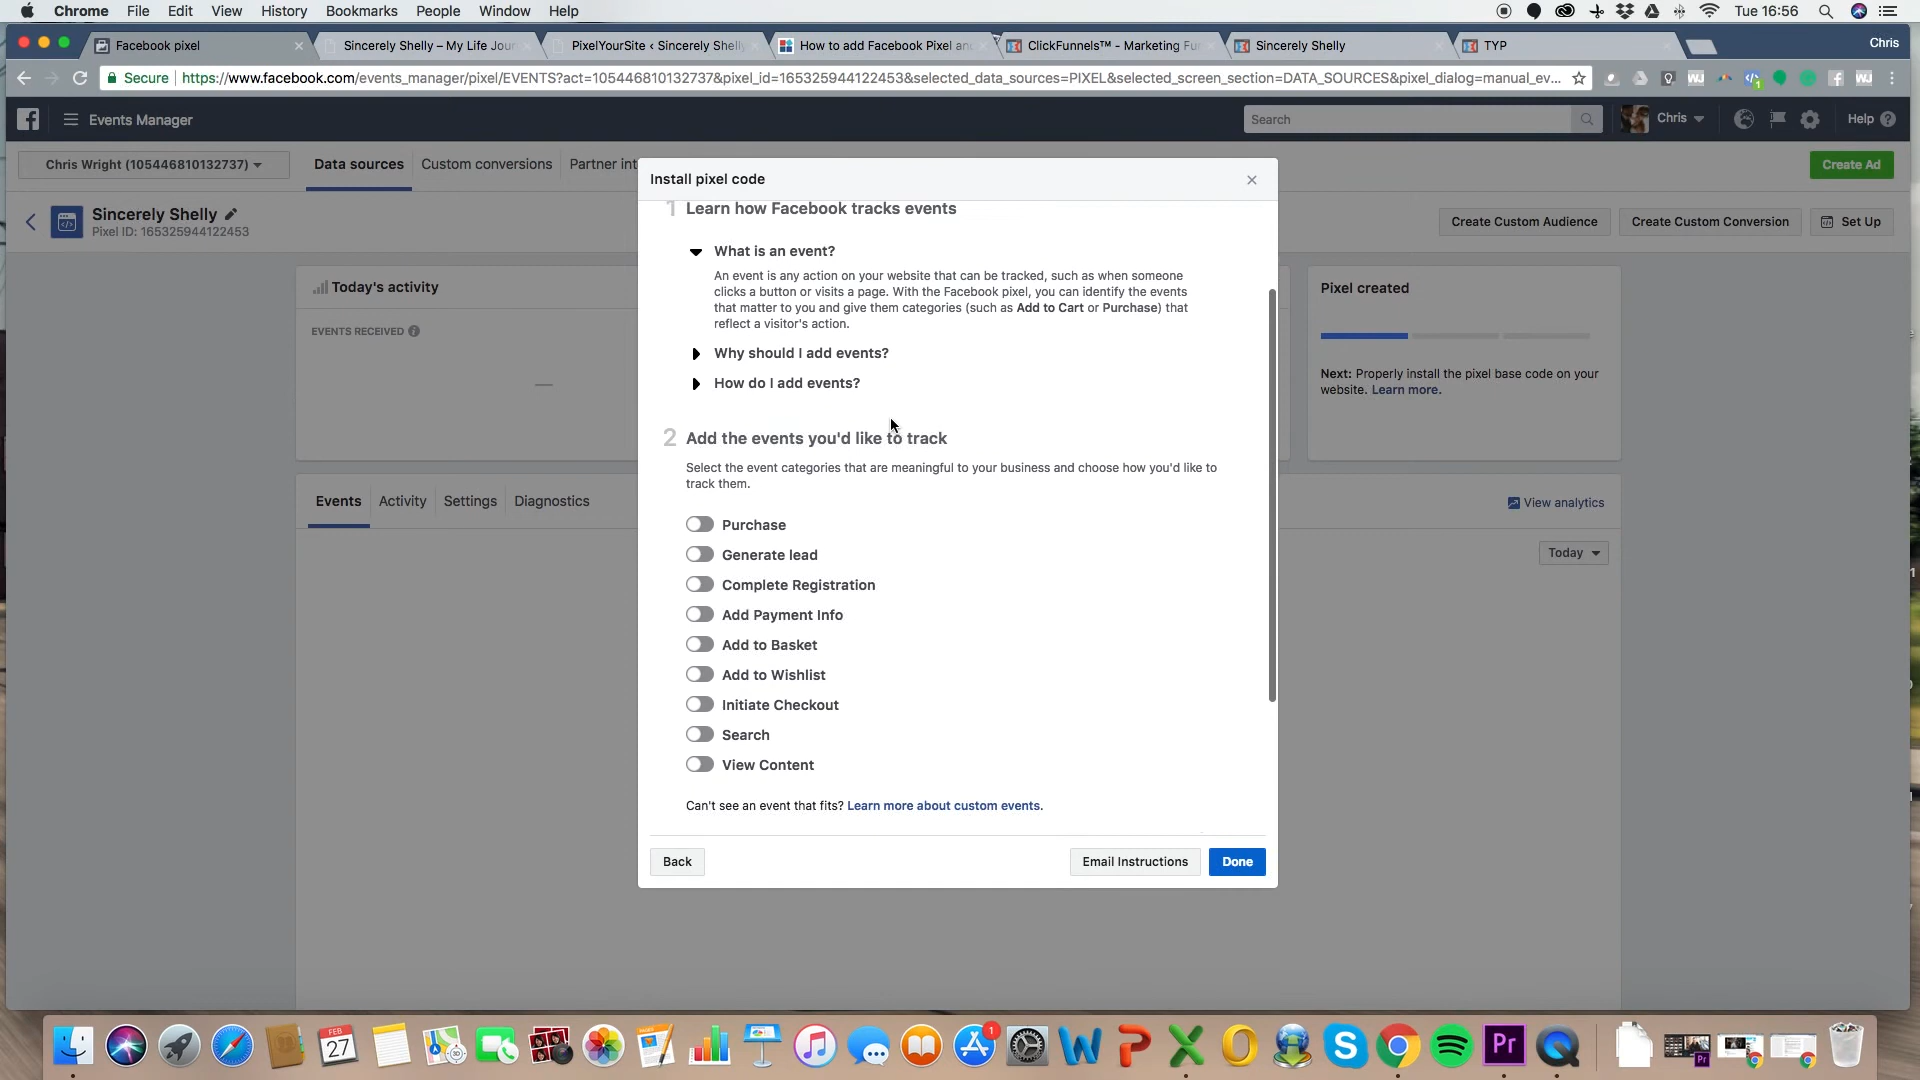 Chrome File Edit View History Bookmarks People Window Help Tue 16:56
Facebook pixel Sincerely Shelly – My Life Jour PixelYourSite ‹ Sincerely Shelly How to add Facebook Pixel an ClickFunnels™ - Marketing Fu Sincerely Shelly TYP Chris
Secure https://www.facebook.com/events_manager/pixel/EVENTS?act=105446810132737&pixel_id=165325944122453&selected_data_sources=PIXEL&selected_screen_section=DATA_SOURCES&pixel_dialog=manual_ev...
Events Manager Search Chris Help
Chris Wright (105446810132737) Data sources Custom conversions Partner int Create Ad
Sincerely Shelly
Pixel ID: 165325944122453
Create Custom Audience Create Custom Conversion Set Up
Today's activity
EVENTS RECEIVED
Pixel created
Next: Properly install the pixel base code on your
website. Learn more.
Events Activity Settings Diagnostics View analytics
Today
Install pixel code
1 Learn how Facebook tracks events
What is an event?
An event is any action on your website that can be tracked, such as when someone
clicks a button or visits a page. With the Facebook pixel, you can identify the events
that matter to you and give them categories (such as Add to Cart or Purchase) that
reflect a visitor's action.
Why should I add events?
How do I add events?
2 Add the events you'd like to track
Select the event categories that are meaningful to your business and choose how you'd like to
track them.
Purchase
Generate lead
Complete Registration
Add Payment Info
Add to Basket
Add to Wishlist
Initiate Checkout
Search
View Content
Can't see an event that fits? Learn more about custom events.
Back Email Instructions Done
FEB
27
1
Pr